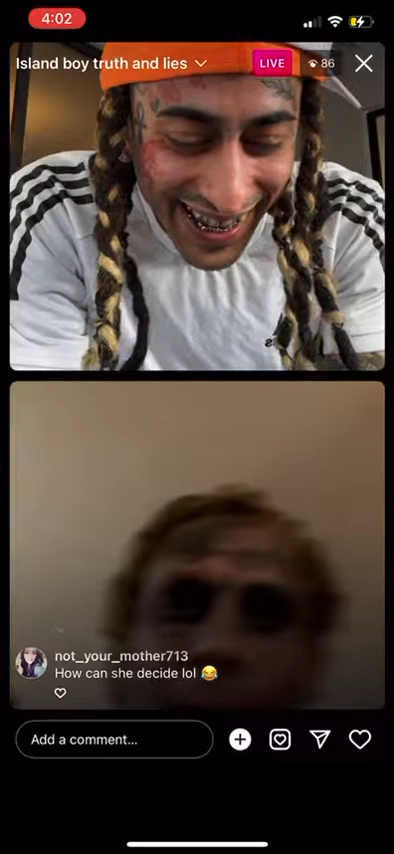 4:02
Island boy truth and lies
LIVE
86
not_your_mother713
How can she decide lol 😂
Add a comment...